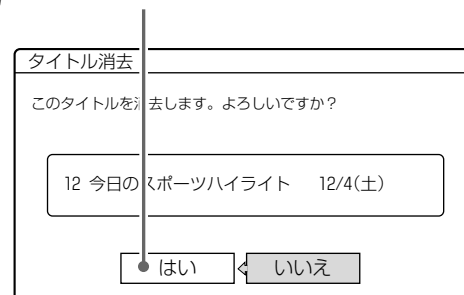 タイトル消去
このタイトルを消去します。よろしいですか？
12 今日のスポーツハイライト 12/4(土)
はい いいえ